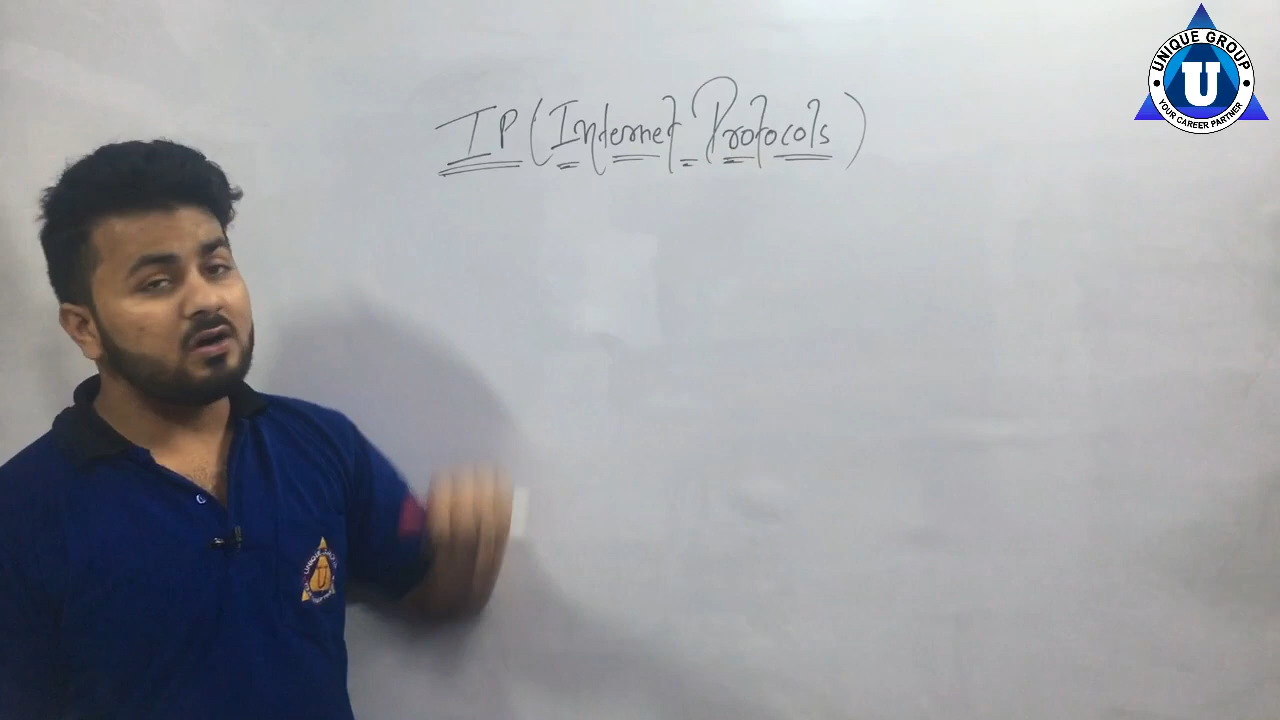 IP (Internet Protocols)
UNIQUE GROUP
U
YOUR CAREER PARTNER
U